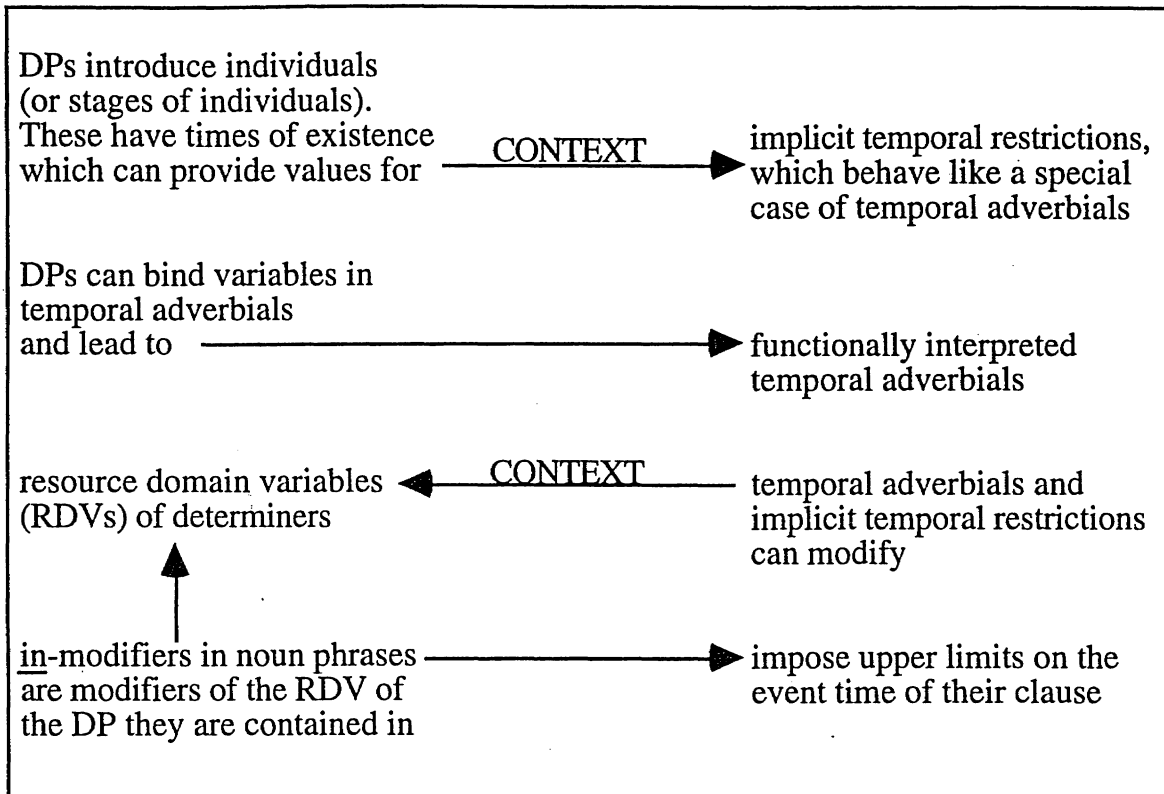 DPs introduce individuals
(or stages of individuals).
These have times of existence
which can provide values for
CONTEXT
implicit temporal restrictions,
which behave like a special
case of temporal adverbials
DPs can bind variables in
temporal adverbials
and lead to
functionally interpreted
temporal adverbials
resource domain variables
(RDVs) of determiners
CONTEXT
temporal adverbials and
implicit temporal restrictions
can modify
in-modifiers in noun phrases
are modifiers of the RDV of
the DP they are contained in
impose upper limits on the
event time of their clause